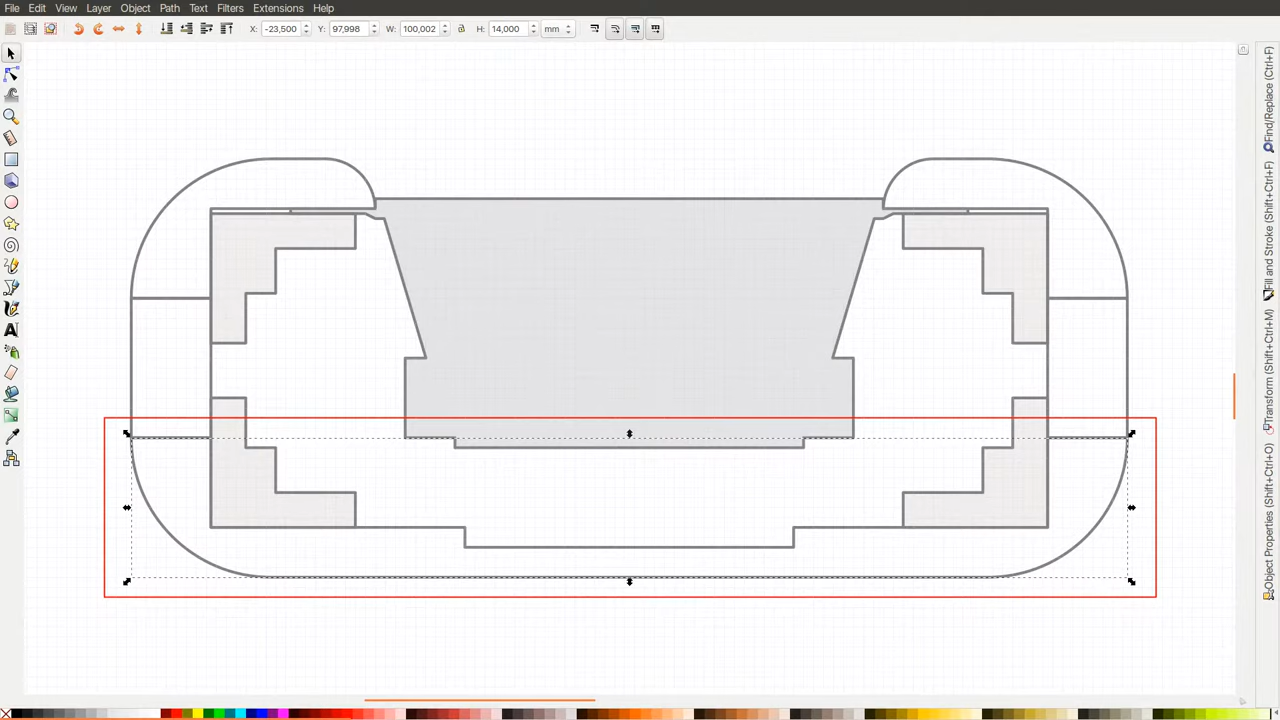 File Edit View Layer Object Path Text Filters Extensions Help
X: -23,500 Y: 97,998 W: 100,002 H: 14,000 mm
Find/Replace (Ctrl+F)
Fill and Stroke (Shift+Ctrl+F)
Transform (Shift+Ctrl+M)
Object Properties (Shift+Ctrl+O)